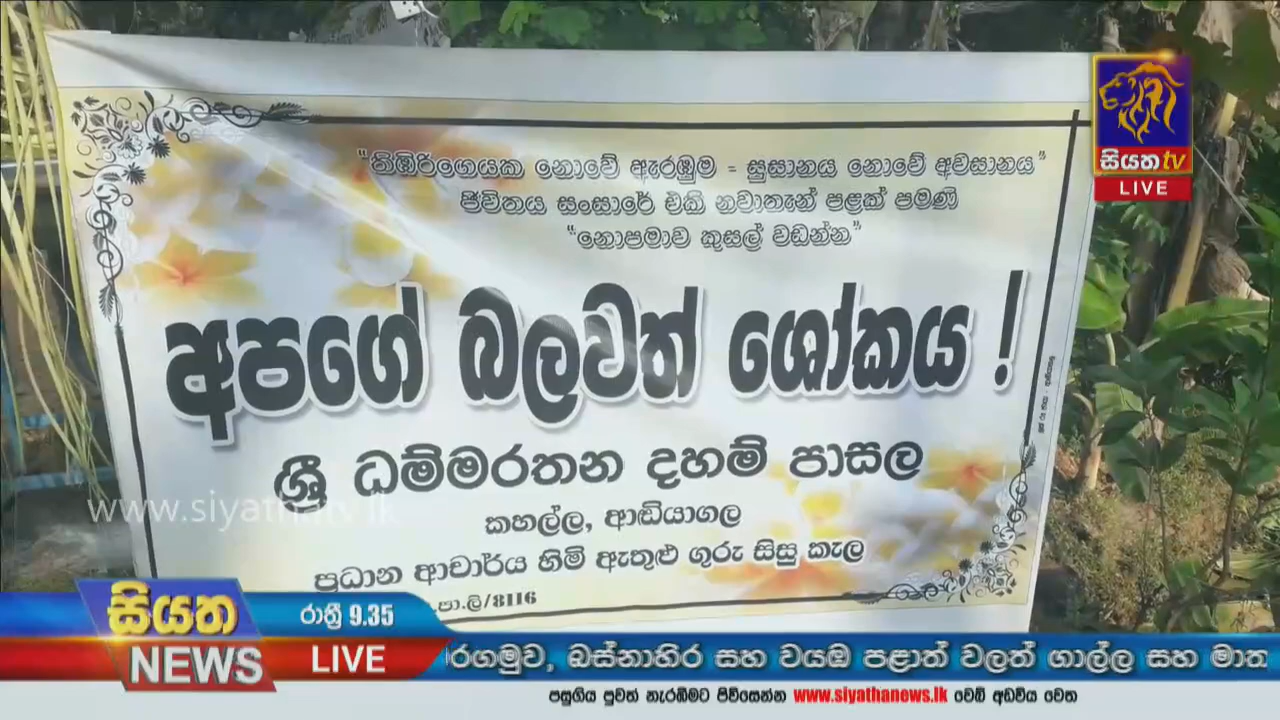 “තිඹිරිගෙයක නොවේ ඇරඹුම = සුසානය නොවේ අවසානය”
ජීවිතය සංසාරේ එකී නවාතැන් පළක් පමණි
“නොපමාව කුසල් වඩන්න”
අපගේ බලවත් ශෝකය !
ශ්‍රී ධම්මරතන දහම් පාසල
කහල්ල, ආඬියාගල
ප්‍රධාන ආචාර්ය හිමි ඇතුළු ගුරු සිසු කැල
.පා.ලි/8116
සියත tv
LIVE
www.siyathatv.lk
සියත
NEWS
රාත්‍රී 9.35
LIVE
රගමුව, බස්නාහිර සහ වයඹ පළාත් වලත් ගාල්ල සහ මාත
පසුගිය පුවත් නැරඹීමට පිවිසෙන්න www.siyathanews.lk වෙබ් අඩවිය වෙත